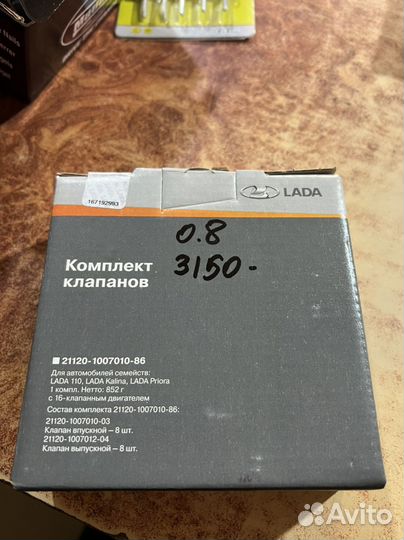 167192993
LADA
0.8
3150-
Комплект
клапанов
21120-1007010-86
Для автомобилей семейств:
LADA 110, LADA Kalina, LADA Priora
1 компл. Нетто: 852 г
с 16-клапанным двигателем
Состав комплекта 21120-1007010-86:
21120-1007010-03
Клапан впускной – 8 шт.
21120-1007012-04
Клапан выпускной – 8 шт.
Avito